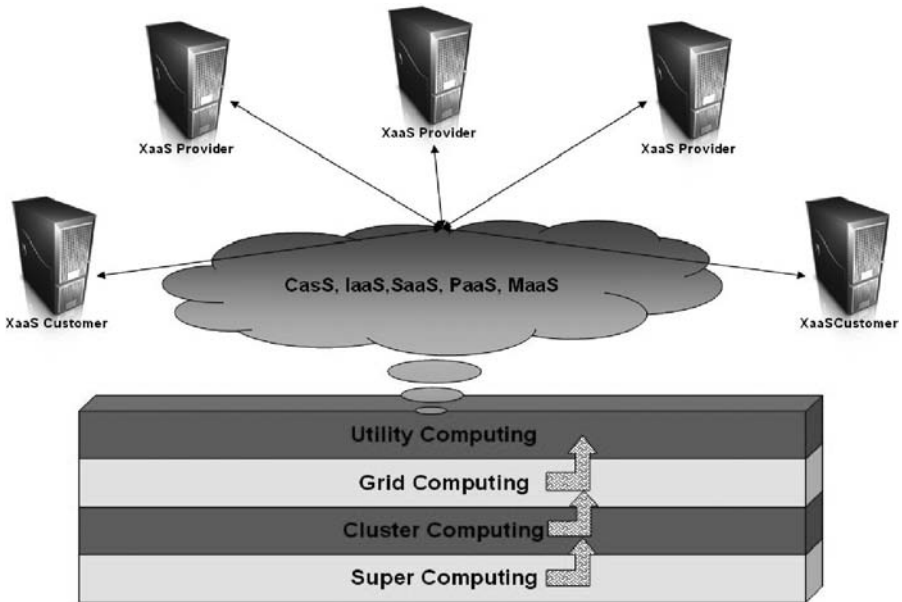 XaaS Provider
XaaS Provider
XaaS Provider
XaaS Customer
CasS, IaaS,SaaS, PaaS, MaaS
XaaSCustomer
Utility Computing
Grid Computing
Cluster Computing
Super Computing